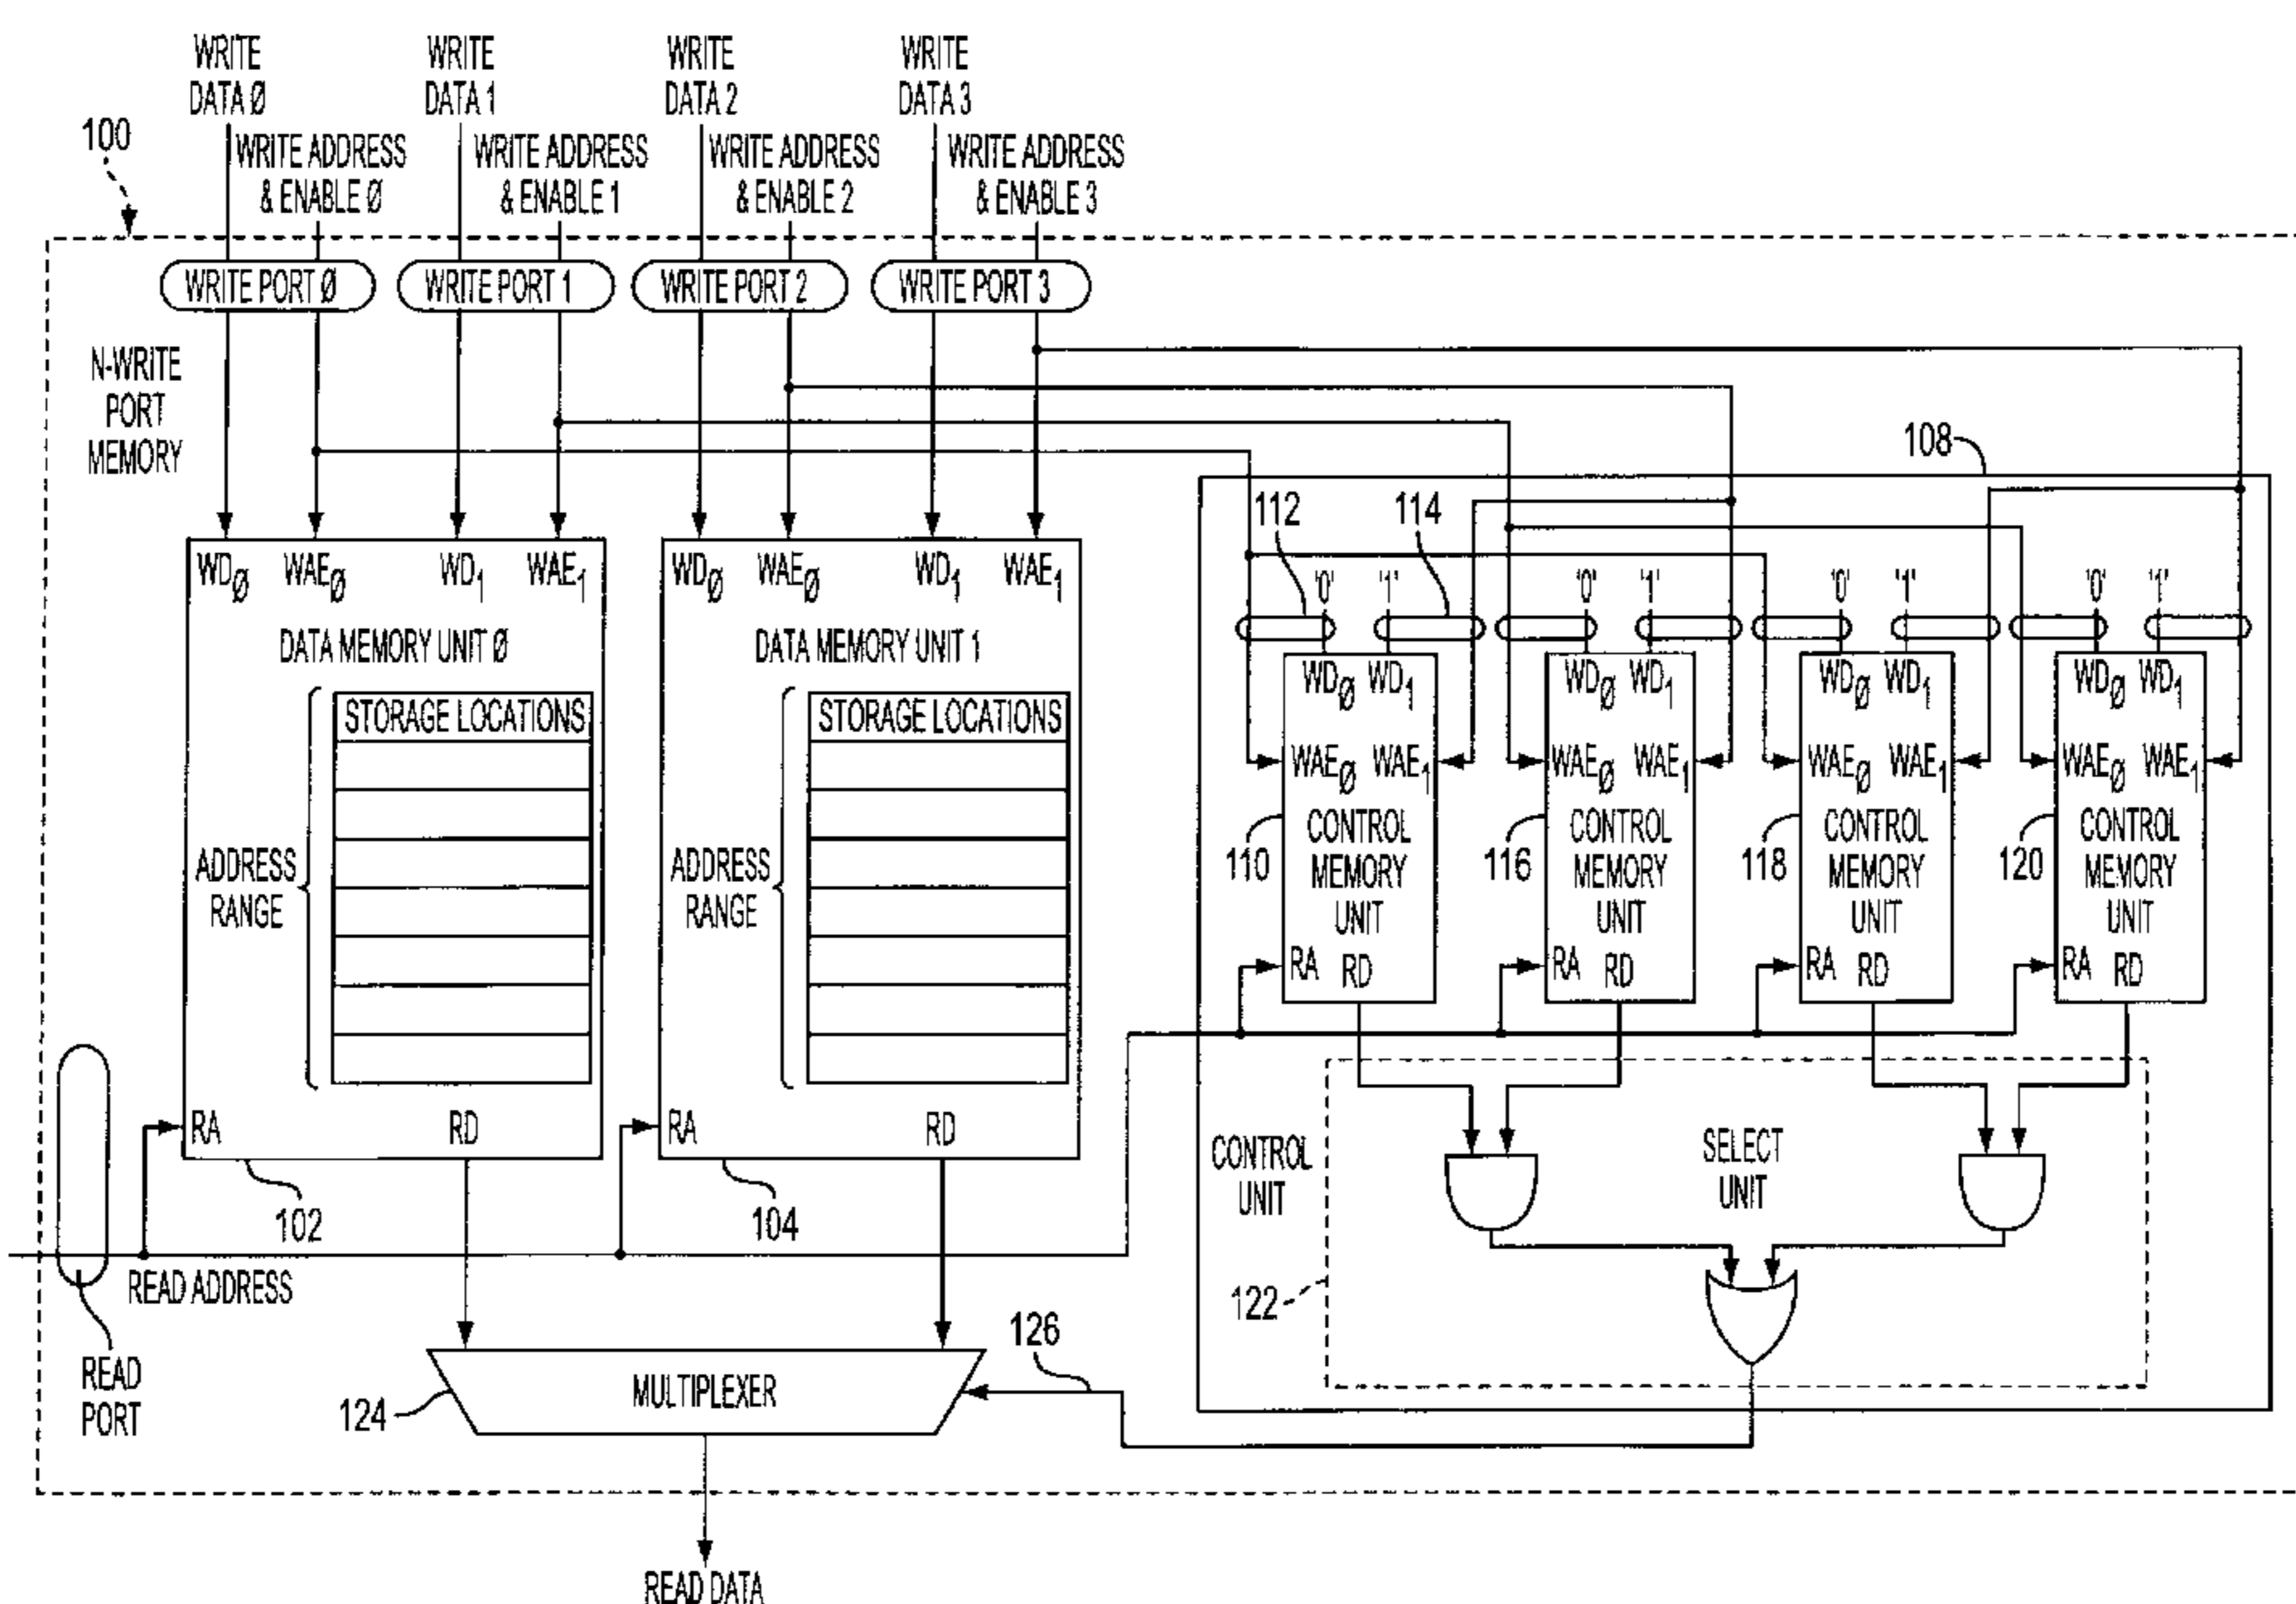 WRITE
DATA Ø
WRITE
DATA 1
WRITE
DATA 2
WRITE
DATA 3
100
WRITE ADDRESS
& ENABLE Ø
WRITE ADDRESS
& ENABLE 1
WRITE ADDRESS
& ENABLE 2
WRITE ADDRESS
& ENABLE 3
WRITE PORT Ø
WRITE PORT 1
WRITE PORT 2
WRITE PORT 3
N-WRITE
PORT
MEMORY
108
112
114
WDØ WAEØ WD1 WAE1
DATA MEMORY UNIT Ø
STORAGE LOCATIONS
ADDRESS
RANGE
RA RD
102
WDØ WAEØ WD1 WAE1
DATA MEMORY UNIT 1
STORAGE LOCATIONS
ADDRESS
RANGE
RA RD
104
'0' '1'
WDØ WD1
WAEØ WAE1
CONTROL
MEMORY
UNIT
110
RA RD
'0' '1'
WDØ WD1
WAEØ WAE1
CONTROL
MEMORY
UNIT
116
RA RD
'0' '1'
WDØ WD1
WAEØ WAE1
CONTROL
MEMORY
UNIT
118
RA RD
'0' '1'
WDØ WD1
WAEØ WAE1
CONTROL
MEMORY
UNIT
120
RA RD
CONTROL
UNIT
SELECT
UNIT
122
READ ADDRESS
READ
PORT
126
124
MULTIPLEXER
READ DATA